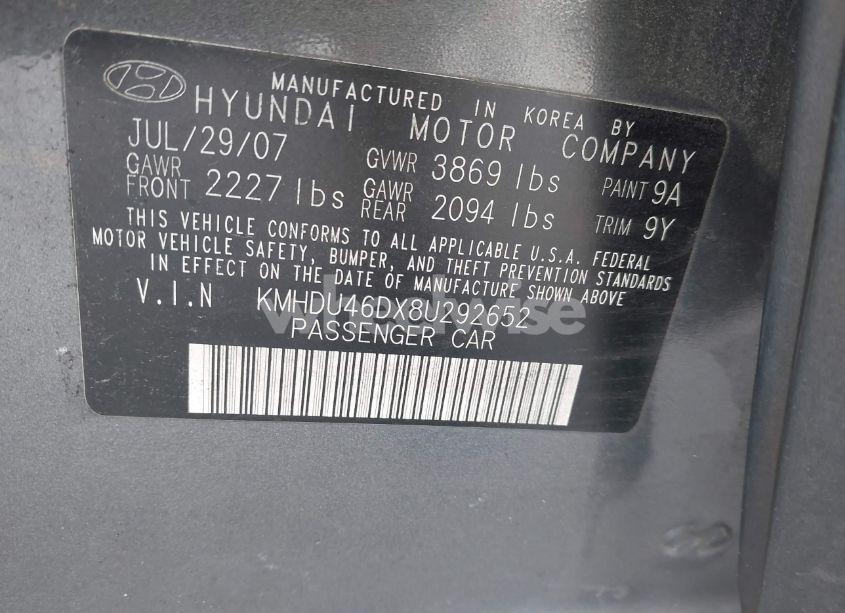 MANUFACTURED IN KOREA BY
HYUNDAI MOTOR COMPANY
JUL/29/07 GVWR 3869 lbs PAINT 9A
GAWR FRONT 2227 lbs GAWR REAR 2094 lbs TRIM 9Y
THIS VEHICLE CONFORMS TO ALL APPLICABLE U.S.A. FEDERAL
MOTOR VEHICLE SAFETY, BUMPER, AND THEFT PREVENTION STANDARDS
IN EFFECT ON THE DATE OF MANUFACTURE SHOWN ABOVE
V.I.N KMHDU46DX8U292652
PASSENGER CAR